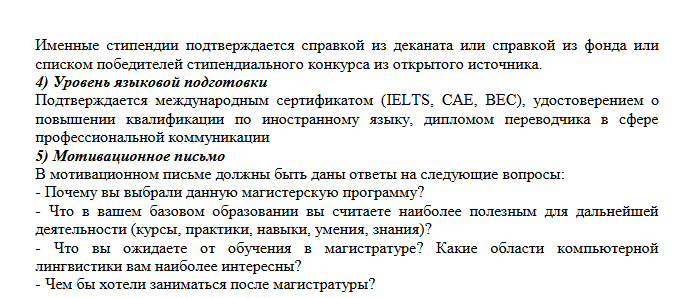 Именные стипендии подтверждается справкой из деканата или справкой из фонда или
списком победителей стипендиального конкурса из открытого источника.
4) Уровень языковой подготовки
Подтверждается международным сертификатом (IELTS, CAE, BEC), удостоверением о
повышении квалификации по иностранному языку, дипломом переводчика в сфере
профессиональной коммуникации
5) Мотивационное письмо
В мотивационном письме должны быть даны ответы на следующие вопросы:
- Почему вы выбрали данную магистерскую программу?
- Что в вашем базовом образовании вы считаете наиболее полезным для дальнейшей
деятельности (курсы, практики, навыки, умения, знания)?
- Что вы ожидаете от обучения в магистратуре? Какие области компьютерной
лингвистики вам наиболее интересны?
- Чем бы хотели заниматься после магистратуры?